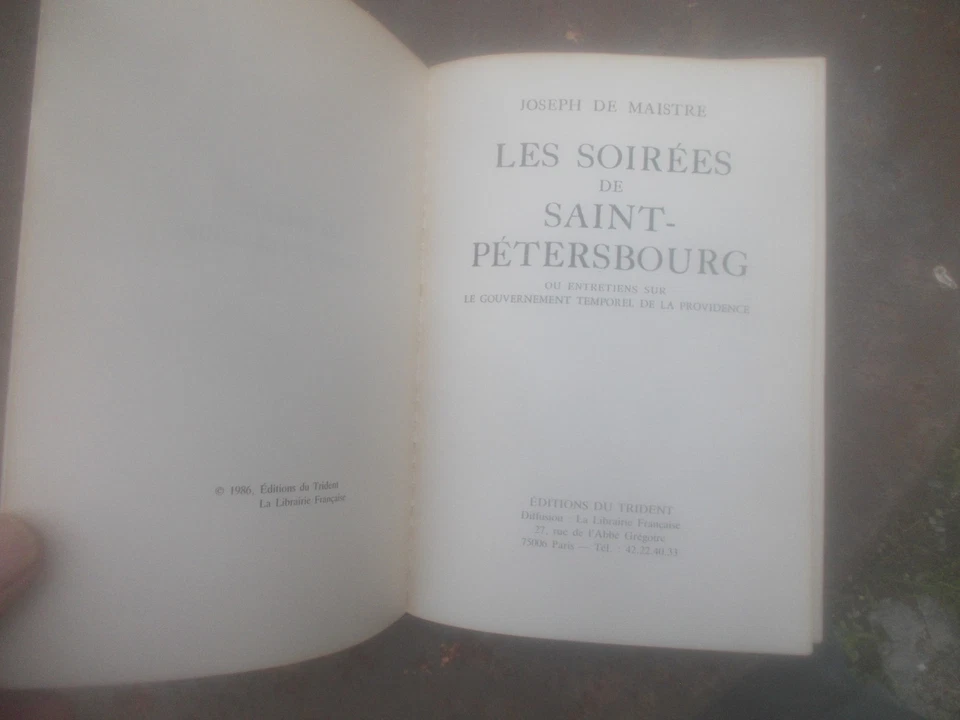 © 1986, Éditions du Trident
La Librairie Française
JOSEPH DE MAISTRE
LES SOIRÉES
DE
SAINT-
PÉTERSBOURG
OU ENTRETIENS SUR
LE GOUVERNEMENT TEMPOREL DE LA PROVIDENCE
ÉDITIONS DU TRIDENT
Diffusion : La Librairie Française
27, rue de l'Abbé Grégoire
75006 Paris — Tél. : 42.22.40.31